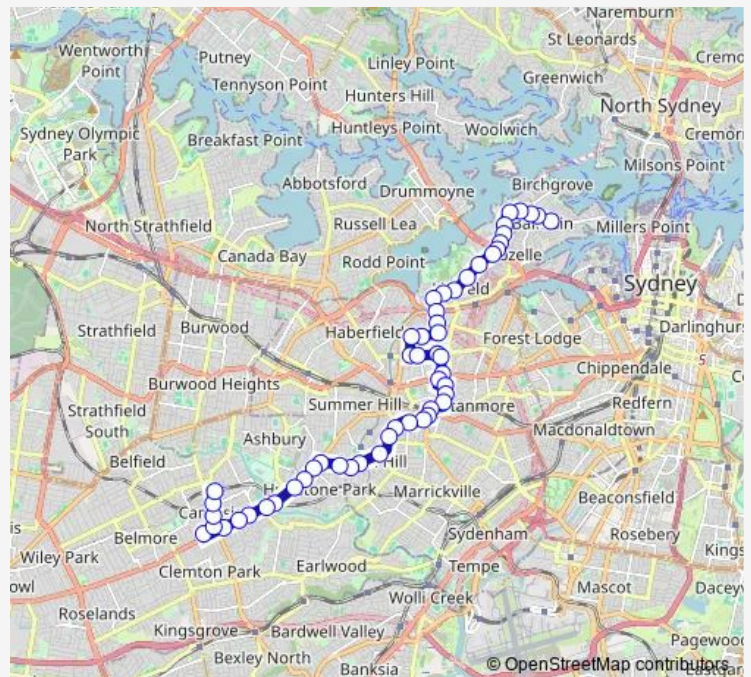 Naremburn
Wentworth
Point
Putney
Linley Point
St Leonards
Tennyson Point
Greenwich
Cremo
Hunters Hill
North Sydney
Sydney Olympic
Park
Breakfast Point
Huntleys Point
Woolwich
Cremorn
Milsons Point
Abbotsford
Drummoyne
Birchgrove
North Strathfield
Russell Lea
Millers Point
Canada Bay
Rodd Point
Sydney
Strathfield
Burwood
Haberfield
Forest Lodge
Darlinghurs
5
Chippendale
Burwood Heights
Strathfield
South
Summer Hill
Redfern
Ashbury
Macdonaldtown
Belfield
Hill
Marrickville
Beaconsfield
Belmore
Sydenham
Rosebery
Wiley Park
Clemton Park
Earlwood
Tempe
Kings
Mascot
Roselands
Wolli Creek
Kingsgrove
Bardwell Valley
Bexley North
Banksia
© OpenStreetMap contributors